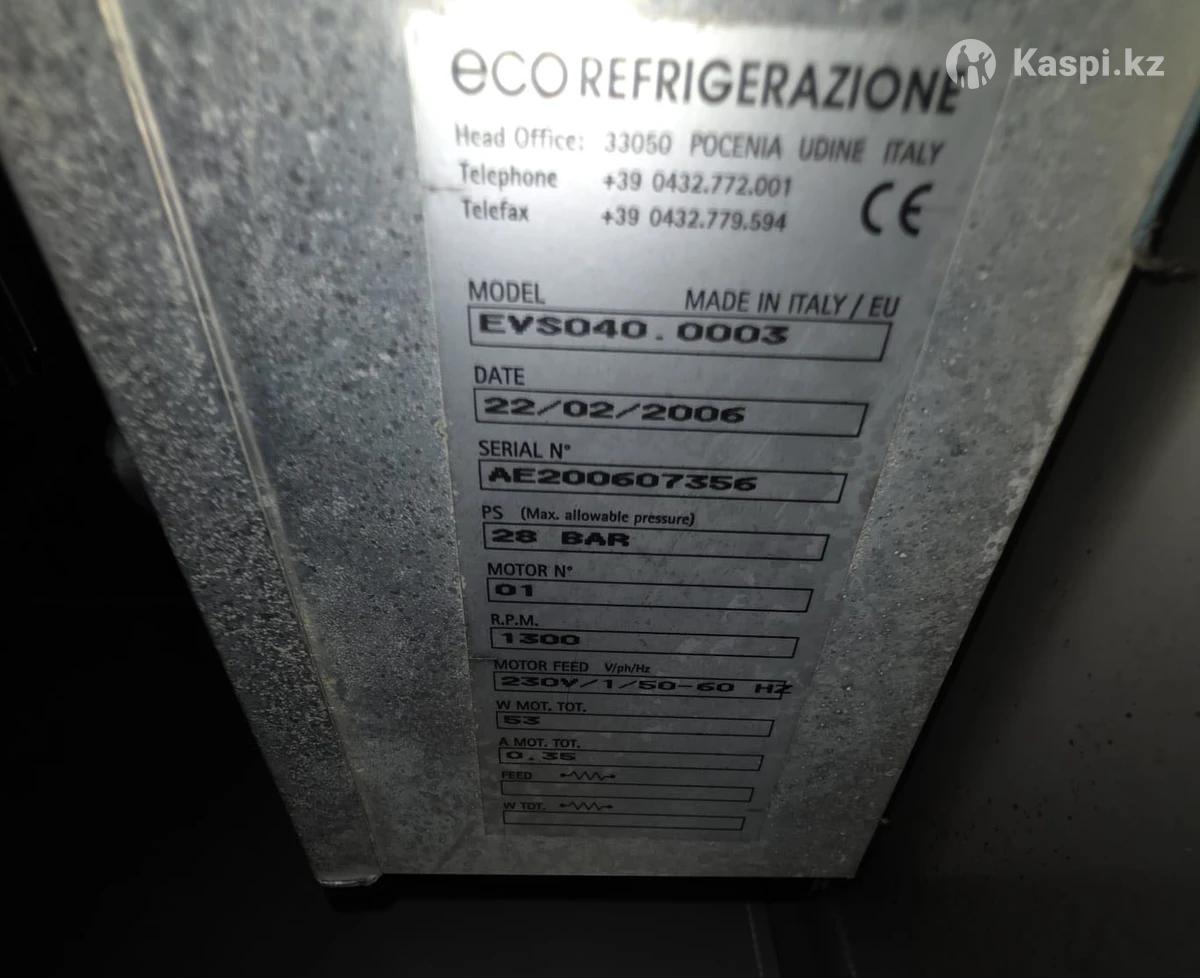 Kaspi.kz
eco REFRIGERAZIONE
Head Office: 33050 POCENIA UDINE ITALY
Telephone +39 0432.772.001
Telefax +39 0432.779.594
CE
MODEL MADE IN ITALY / EU
EVS040.0003
DATE
22/02/2006
SERIAL N°
AE200607356
PS (Max. allowable pressure)
28 BAR
MOTOR N°
01
R.P.M.
1300
MOTOR FEED V/ph/Hz
230V/1/50-60 HZ
W MOT. TOT.
53
A MOT. TOT.
0.35
FEED
W TOT.